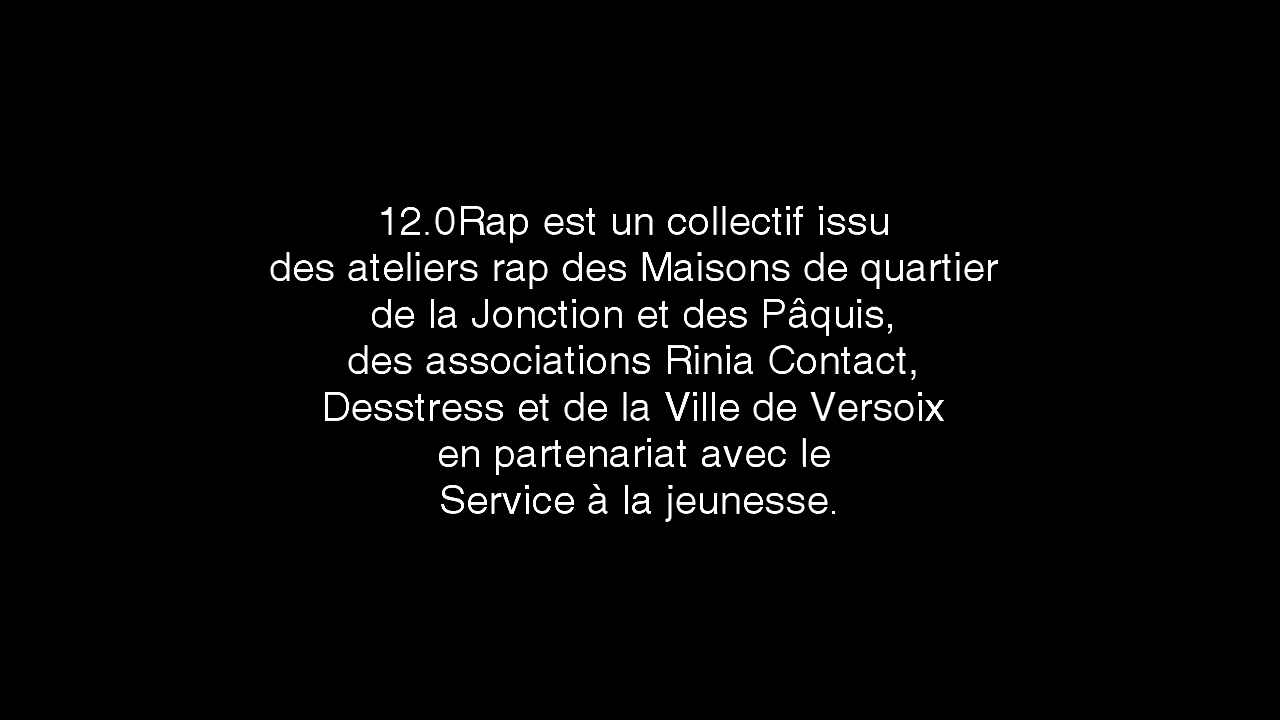 12.0Rap est un collectif issu
des ateliers rap des Maisons de quartier
de la Jonction et des Pâquis,
des associations Rinia Contact,
Desstress et de la Ville de Versoix
en partenariat avec le
Service à la jeunesse.